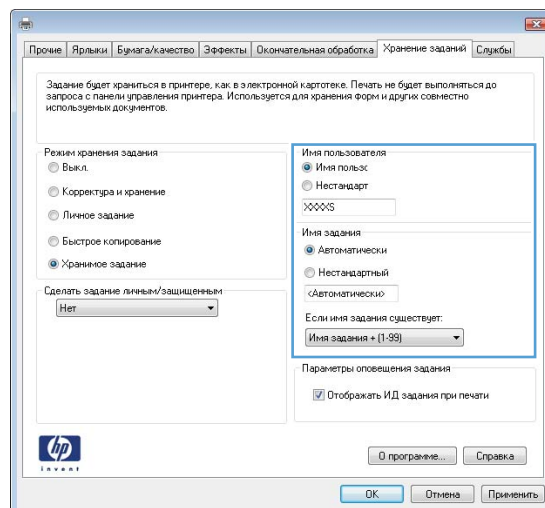 Прочие Ярлыки Бумага/качество Эффекты Окончательная обработка Хранение заданий Службы
Задание будет храниться в принтере, как в электронной картотеке. Печать не будет выполняться до
запроса с панели управления принтера. Используется для хранения форм и других совместно
используемых документов.
Режим хранения задания
Выкл.
Корректура и хранение
Личное задание
Быстрое копирование
Хранимое задание
Сделать задание личным/защищенным
Нет
Имя пользователя
Имя пользс
Нестандарт
XXXXS
Имя задания
Автоматически
Нестандартный
<Автоматически>
Если имя задания существует:
Имя задания + (1-99)
Параметры оповещения задания
Отображать ИД задания при печати
hp
invent
О программе... Справка
OK Отмена Применить